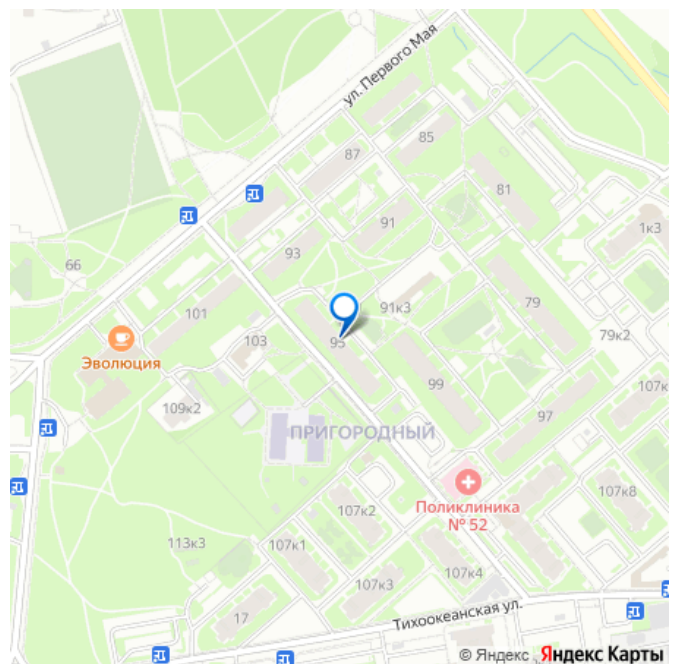 ул. Первого Мая
85
87
81
91
1к3
93
66
79
91к3
101
79к2
95
103
Эволюция
107к
99
109к2
97
ПРИГОРОДНЫЙ
107к8
Поликлиника
№ 52
107к2
113к3
107к1
107к4
107к3
Тихоокеанская ул.
17
© Яндекс Яндекс Карты